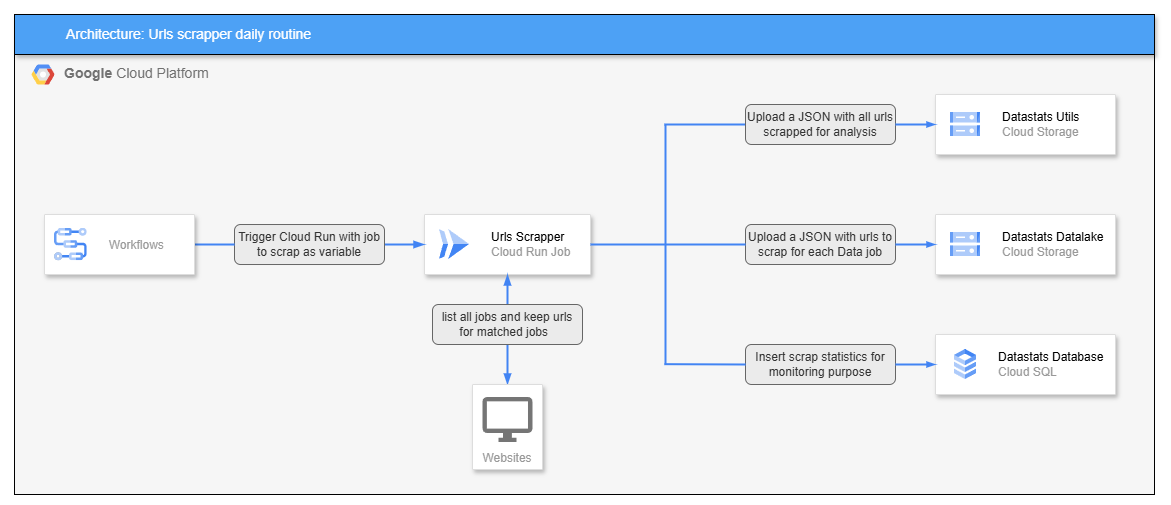 Architecture: Urls scrapper daily routine
Google Cloud Platform
Upload a JSON with all urls
scrapped for analysis
Datastats Utils
Cloud Storage
Workflows
Trigger Cloud Run with job
to scrap as variable
Urls Scrapper
Cloud Run Job
Upload a JSON with urls to
scrap for each Data job
Datastats Datalake
Cloud Storage
list all jobs and keep urls
for matched jobs
Insert scrap statistics for
monitoring purpose
Datastats Database
Cloud SQL
Websites